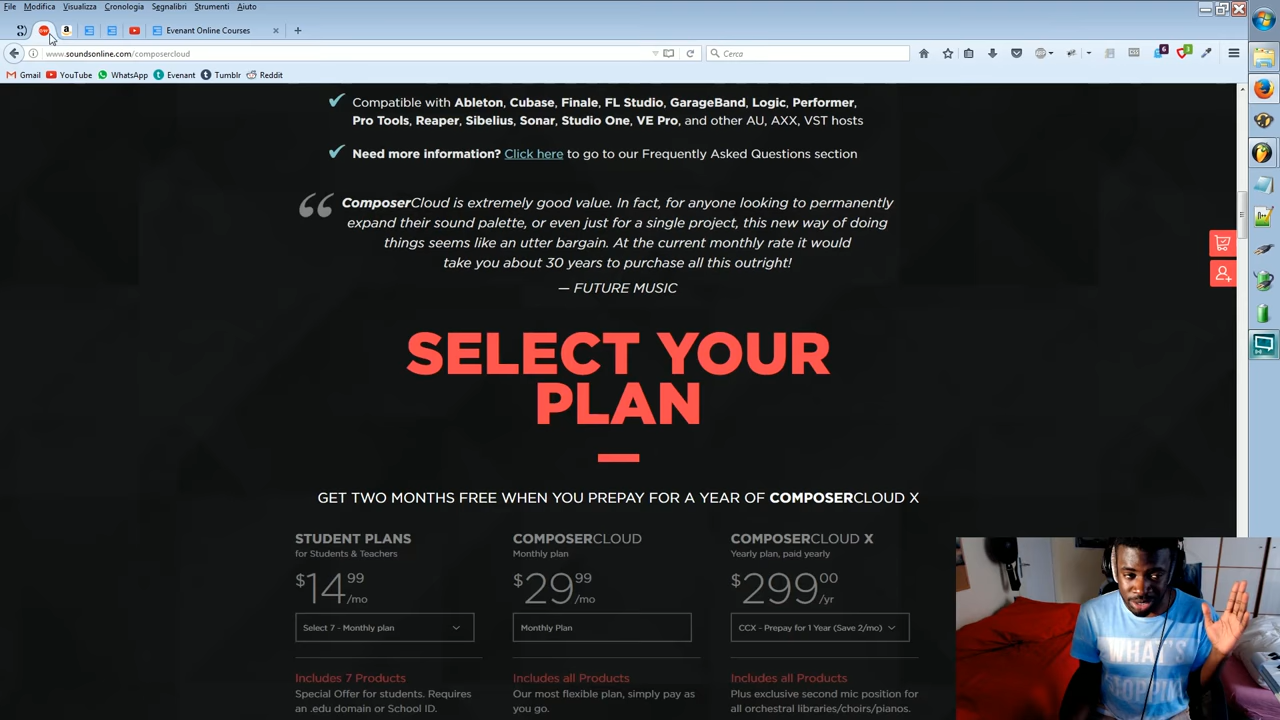 File Modifica Visualizza Cronologia Segnalibri Strumenti Aiuto
Evenant Online Courses
www.soundsonline.com/composercloud
Cerca
Gmail YouTube WhatsApp Evenant Tumblr Reddit
Compatible with Ableton, Cubase, Finale, FL Studio, GarageBand, Logic, Performer,
Pro Tools, Reaper, Sibelius, Sonar, Studio One, VE Pro, and other AU, AXX, VST hosts
Need more information? Click here to go to our Frequently Asked Questions section
ComposerCloud is extremely good value. In fact, for anyone looking to permanently
expand their sound palette, or even just for a single project, this new way of doing
things seems like an utter bargain. At the current monthly rate it would
take you about 30 years to purchase all this outright!
— FUTURE MUSIC
SELECT YOUR
PLAN
GET TWO MONTHS FREE WHEN YOU PREPAY FOR A YEAR OF COMPOSERCLOUD X
STUDENT PLANS
for Students & Teachers
$14 99 /mo
Select 7 - Monthly plan
Includes 7 Products
Special Offer for students. Requires
an .edu domain or School ID.
COMPOSERCLOUD
Monthly plan
$29 99 /mo
Monthly Plan
Includes all Products
Our most flexible plan, simply pay as
you go.
COMPOSERCLOUD X
Yearly plan, paid yearly
$299 00 /yr
CCX - Prepay for 1 Year (Save 2/mo)
Includes all Products
Plus exclusive second mic position for
all orchestral libraries/choirs/pianos.
WHAT'S